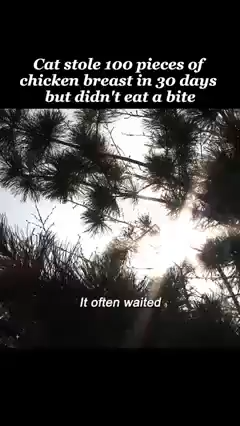 Cat stole 100 pieces of
chicken breast in 30 days
but didn't eat a bite
It often waited